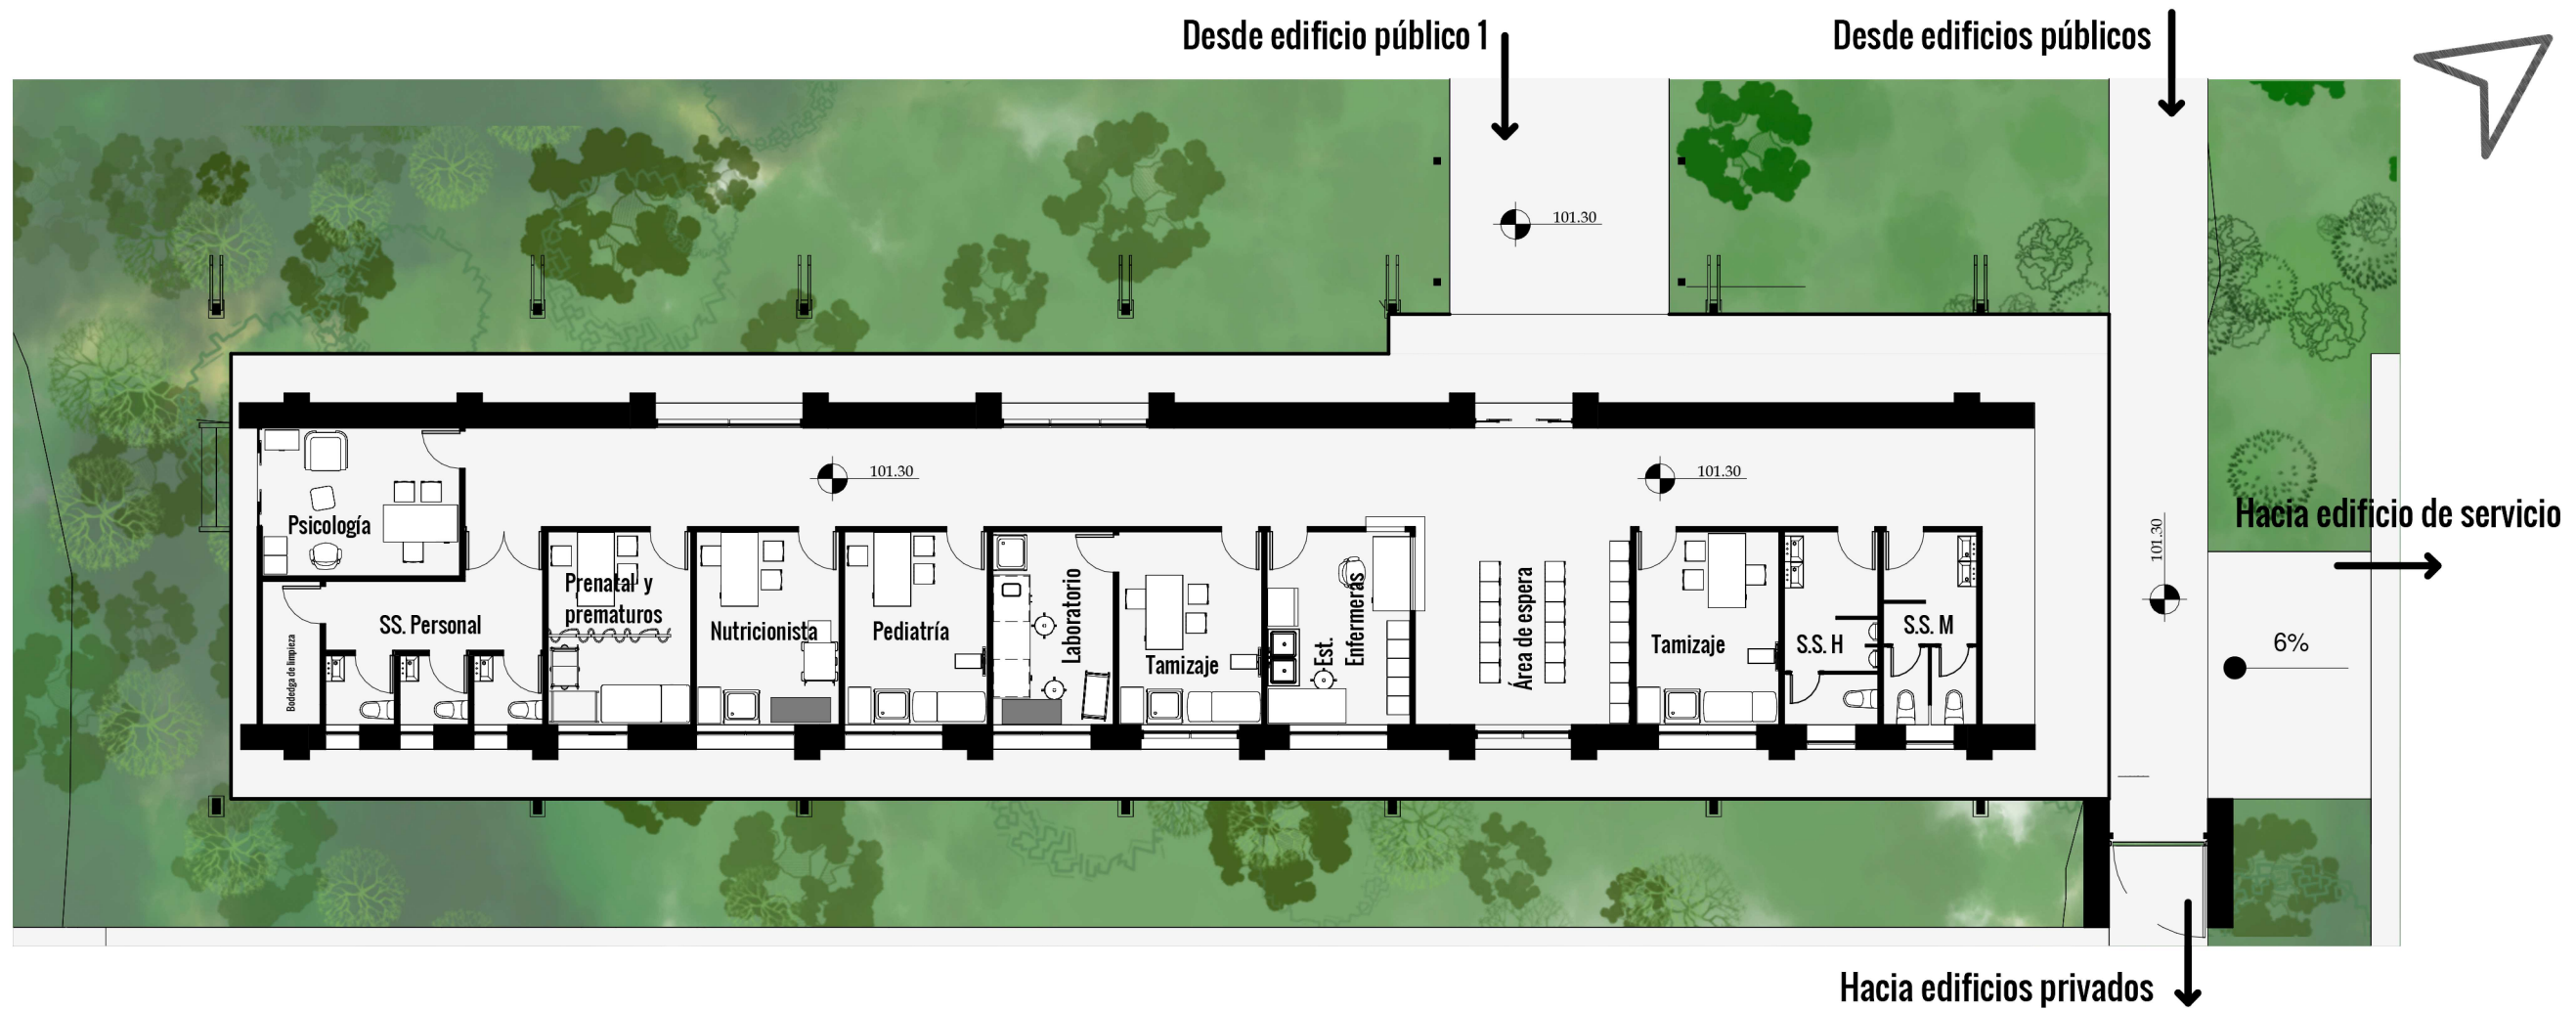 Desde edificio público 1
Desde edificios públicos
101.30
101.30
101.30
Psicología
Hacia edificio de servicio
101.30
Prenatal y
prematuros
SS. Personal
Nutricionista
Pediatría
Laboratorio
Tamizaje
Est.
Enfermeras
Área de espera
Tamizaje
S.S. H
S.S. M
6%
Bodedga de limpieza
Hacia edificios privados